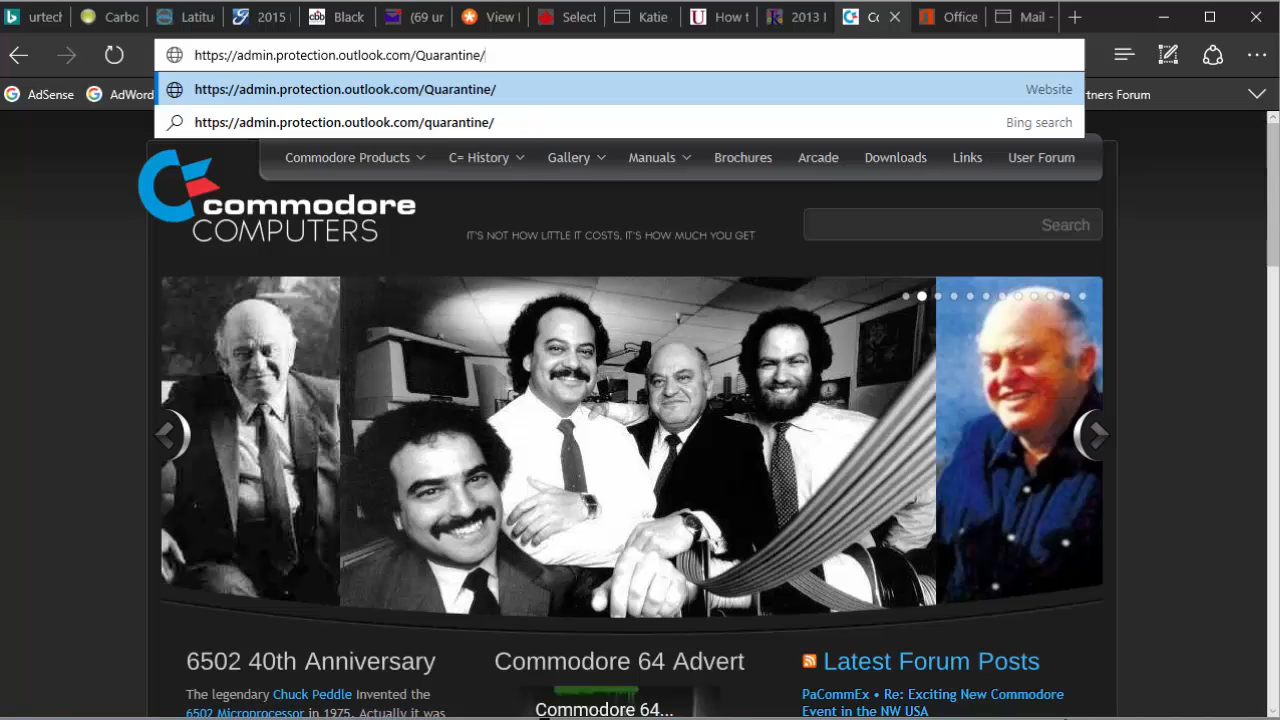 urtech
Carbo
Latitu
2015
Black
(69 ur
View I
Select
Katie
How t
2013 I
Co
Office
Mail -
https://admin.protection.outlook.com/Quarantine/
https://admin.protection.outlook.com/Quarantine/ Website
https://admin.protection.outlook.com/quarantine/ Bing search
AdSense
AdWord
rtners Forum
Commodore Products
C= History
Gallery
Manuals
Brochures
Arcade
Downloads
Links
User Forum
commodore
COMPUTERS
IT'S NOT HOW LITTLE IT COSTS, IT'S HOW MUCH YOU GET
Search
6502 40th Anniversary
The legendary Chuck Peddle Invented the
6502 Microprocessor in 1975. Actually it was
Commodore 64 Advert
Commodore 64...
Latest Forum Posts
PaCommEx • Re: Exciting New Commodore
Event in the NW USA